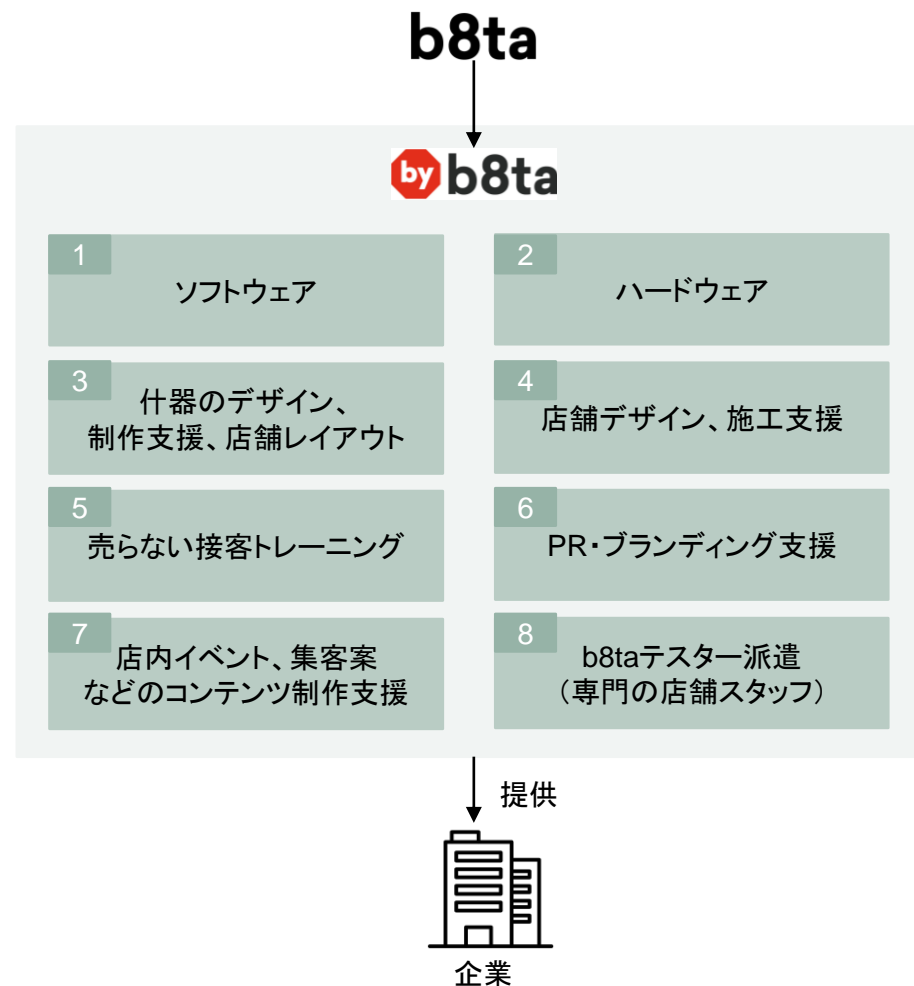 b8ta
by b8ta
1
ソフトウェア
2
ハードウェア
3
什器のデザイン、
制作支援、店舗レイアウト
4
店舗デザイン、施工支援
5
売らない接客トレーニング
6
PR・ブランディング支援
7
店内イベント、集客案
などのコンテンツ制作支援
8
b8taテスター派遣
（専門の店舗スタッフ）
提供
企業